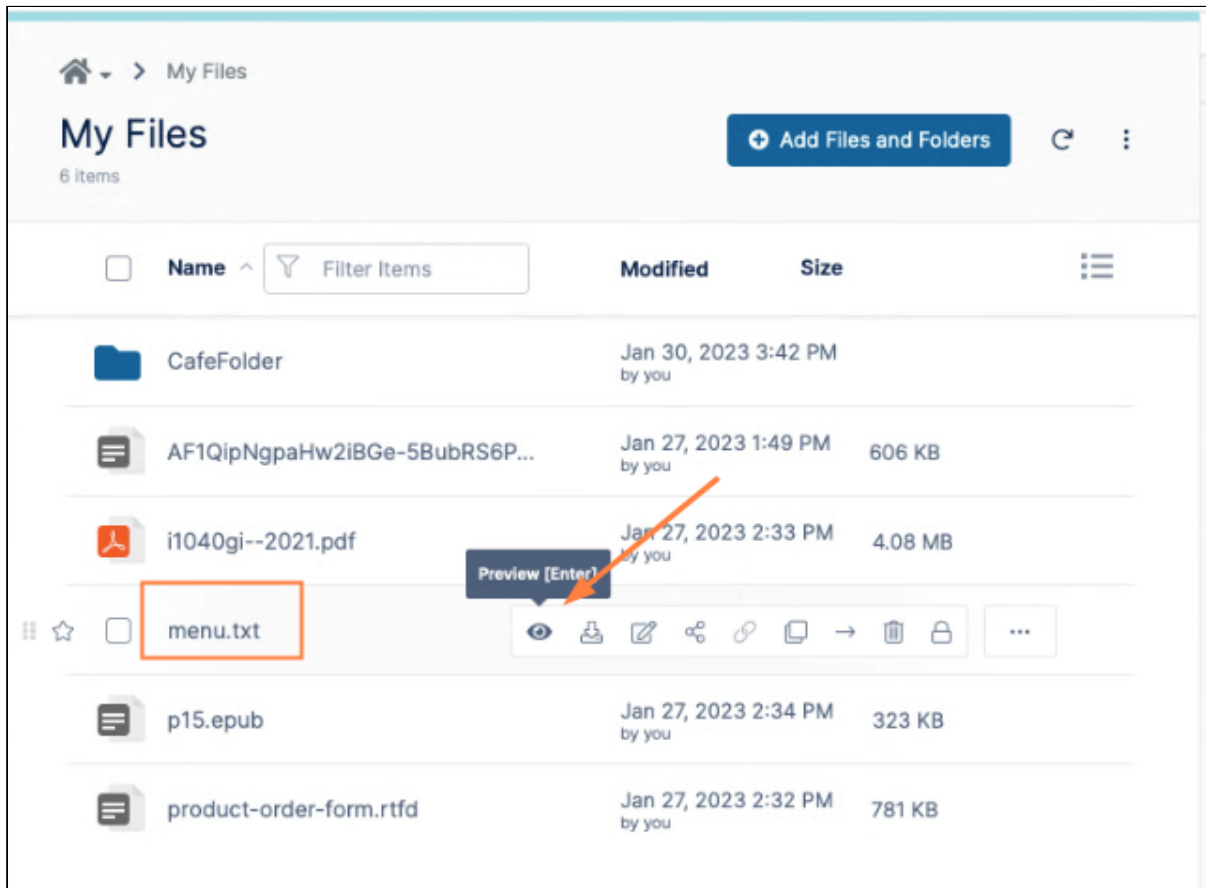 My Files
My Files
6 items
Add Files and Folders
Name
Filter Items
Modified
Size
CafeFolder
Jan 30, 2023 3:42 PM
by you
AF1QipNgpaHw2iBGe-5BubRS6P...
Jan 27, 2023 1:49 PM
by you
606 KB
i1040gi--2021.pdf
Jan 27, 2023 2:33 PM
by you
4.08 MB
Preview [Enter]
menu.txt
p15.epub
Jan 27, 2023 2:34 PM
by you
323 KB
product-order-form.rtfd
Jan 27, 2023 2:32 PM
by you
781 KB